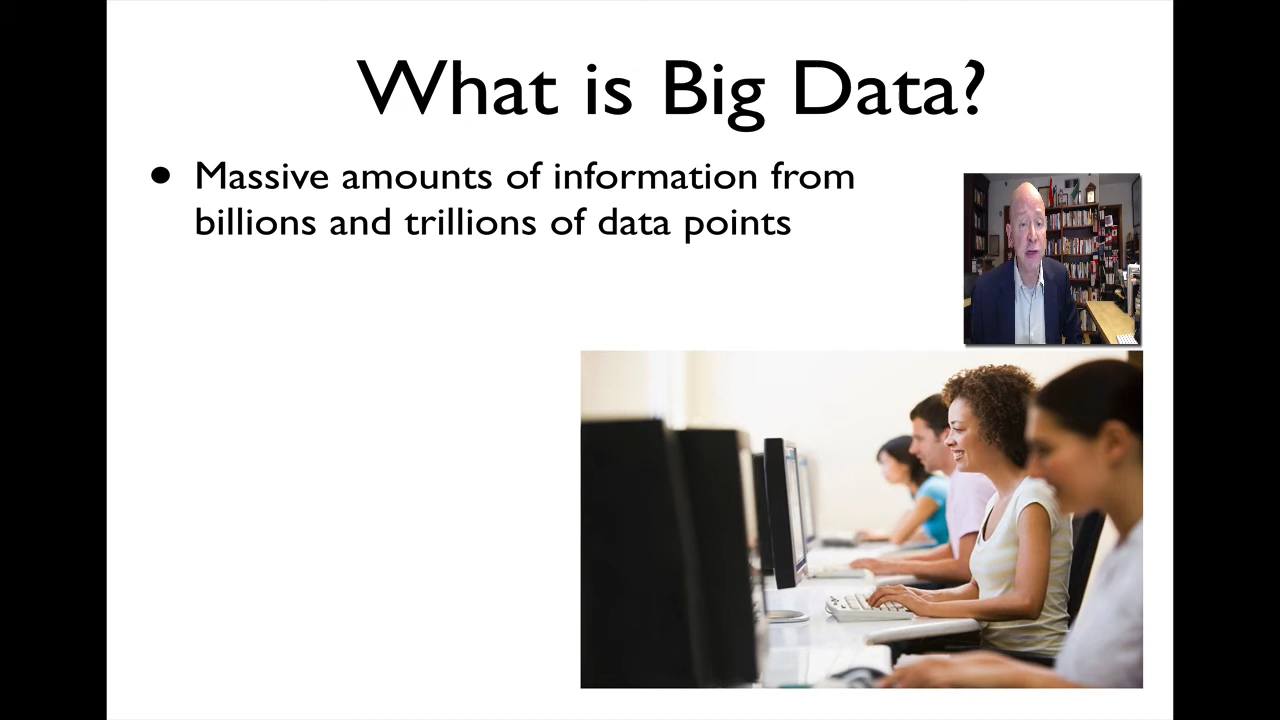 What is Big Data?
• Massive amounts of information from
billions and trillions of data points